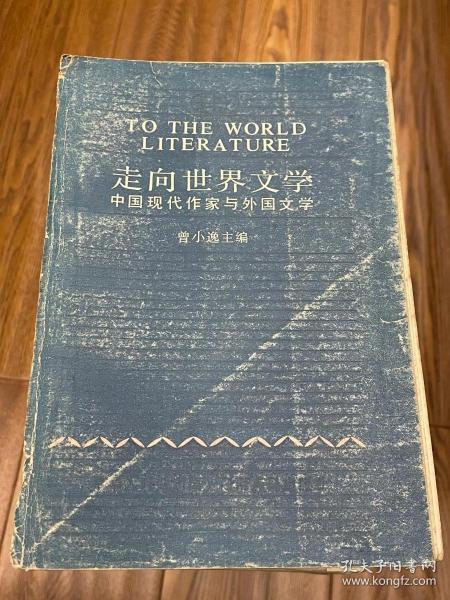 TO THE WORLD
LITERATURE
走向世界文学
中国现代作家与外国文学
曾小逸主编
孔夫子旧书网
www.kongfz.com